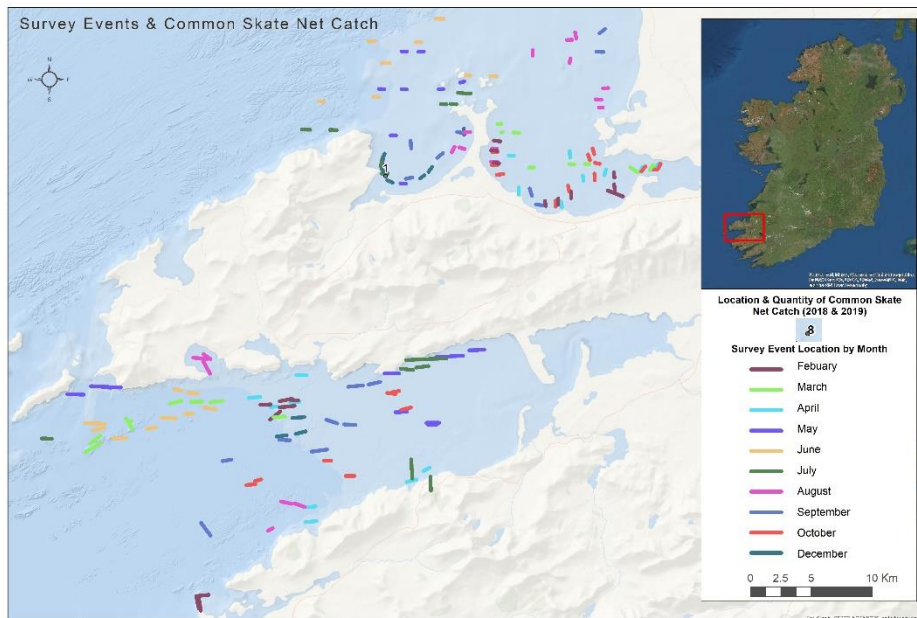 Survey Events & Common Skate Net Catch
N
W
E
S
1
Location & Quantity of Common Skate
Net Catch (2018 & 2019)
8
Survey Event Location by Month
Febuary
March
April
May
June
July
August
September
October
December
0 2.5 5 10 Km